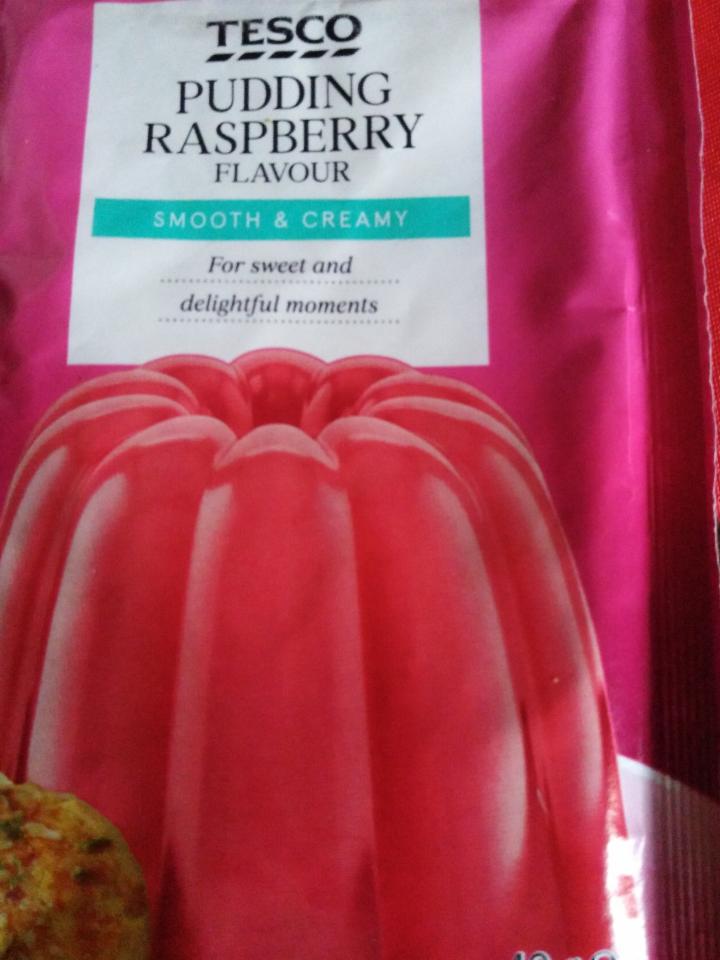 TESCO
PUDDING
RASPBERRY
FLAVOUR
SMOOTH & CREAMY
For sweet and
delightful moments